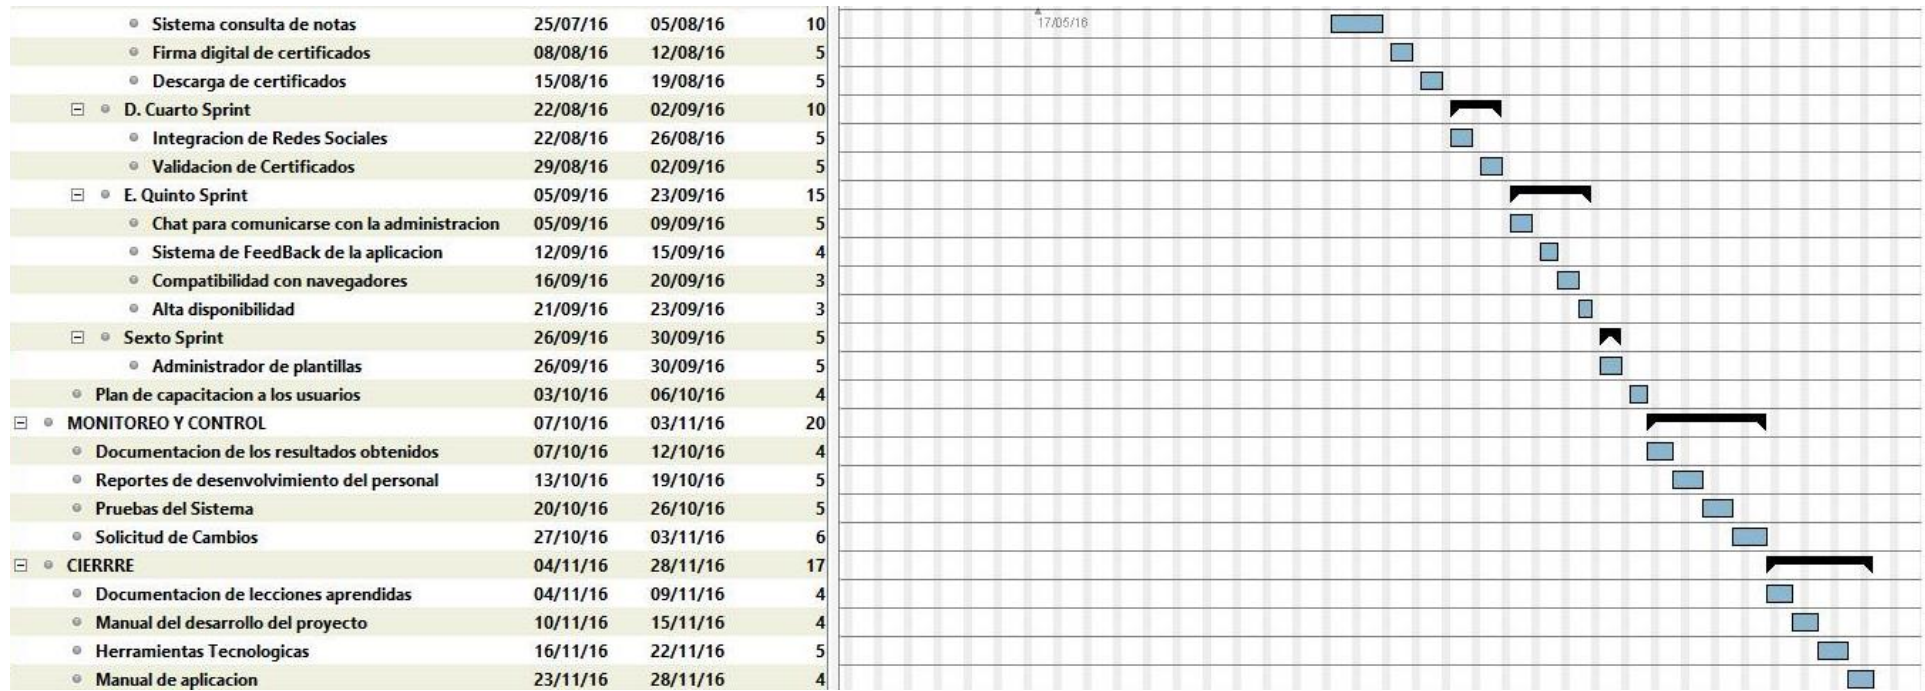 Sistema consulta de notas 25/07/16 05/08/16 10 17/05/16
Firma digital de certificados 08/08/16 12/08/16 5
Descarga de certificados 15/08/16 19/08/16 5
D. Cuarto Sprint 22/08/16 02/09/16 10
Integracion de Redes Sociales 22/08/16 26/08/16 5
Validacion de Certificados 29/08/16 02/09/16 5
E. Quinto Sprint 05/09/16 23/09/16 15
Chat para comunicarse con la administracion 05/09/16 09/09/16 5
Sistema de FeedBack de la aplicacion 12/09/16 15/09/16 4
Compatibilidad con navegadores 16/09/16 20/09/16 3
Alta disponibilidad 21/09/16 23/09/16 3
Sexto Sprint 26/09/16 30/09/16 5
Administrador de plantillas 26/09/16 30/09/16 5
Plan de capacitacion a los usuarios 03/10/16 06/10/16 4
MONITOREO Y CONTROL 07/10/16 03/11/16 20
Documentacion de los resultados obtenidos 07/10/16 12/10/16 4
Reportes de desenvolvimiento del personal 13/10/16 19/10/16 5
Pruebas del Sistema 20/10/16 26/10/16 5
Solicitud de Cambios 27/10/16 03/11/16 6
CIERRRE 04/11/16 28/11/16 17
Documentacion de lecciones aprendidas 04/11/16 09/11/16 4
Manual del desarrollo del proyecto 10/11/16 15/11/16 4
Herramientas Tecnologicas 16/11/16 22/11/16 5
Manual de aplicacion 23/11/16 28/11/16 4